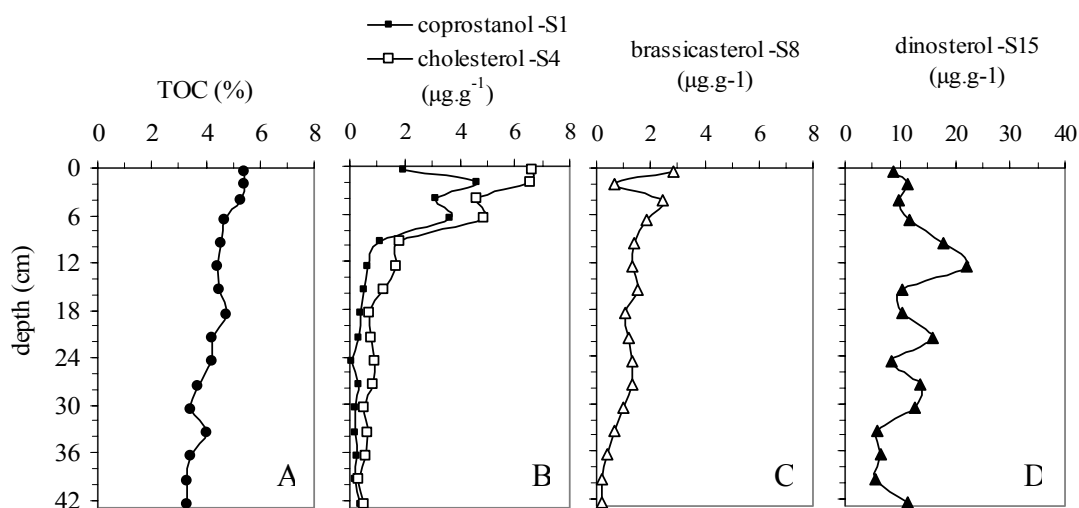 coprostanol -S1
cholesterol -S4
(μg.g⁻¹)
brassicasterol -S8
(μg.g-1)
dinosterol -S15
(μg.g-1)
TOC (%)
0 2 4 6 8
0 2 4 6 8
0 2 4 6 8
0 10 20 30 40
depth (cm)
0
6
12
18
24
30
36
42
A
B
C
D